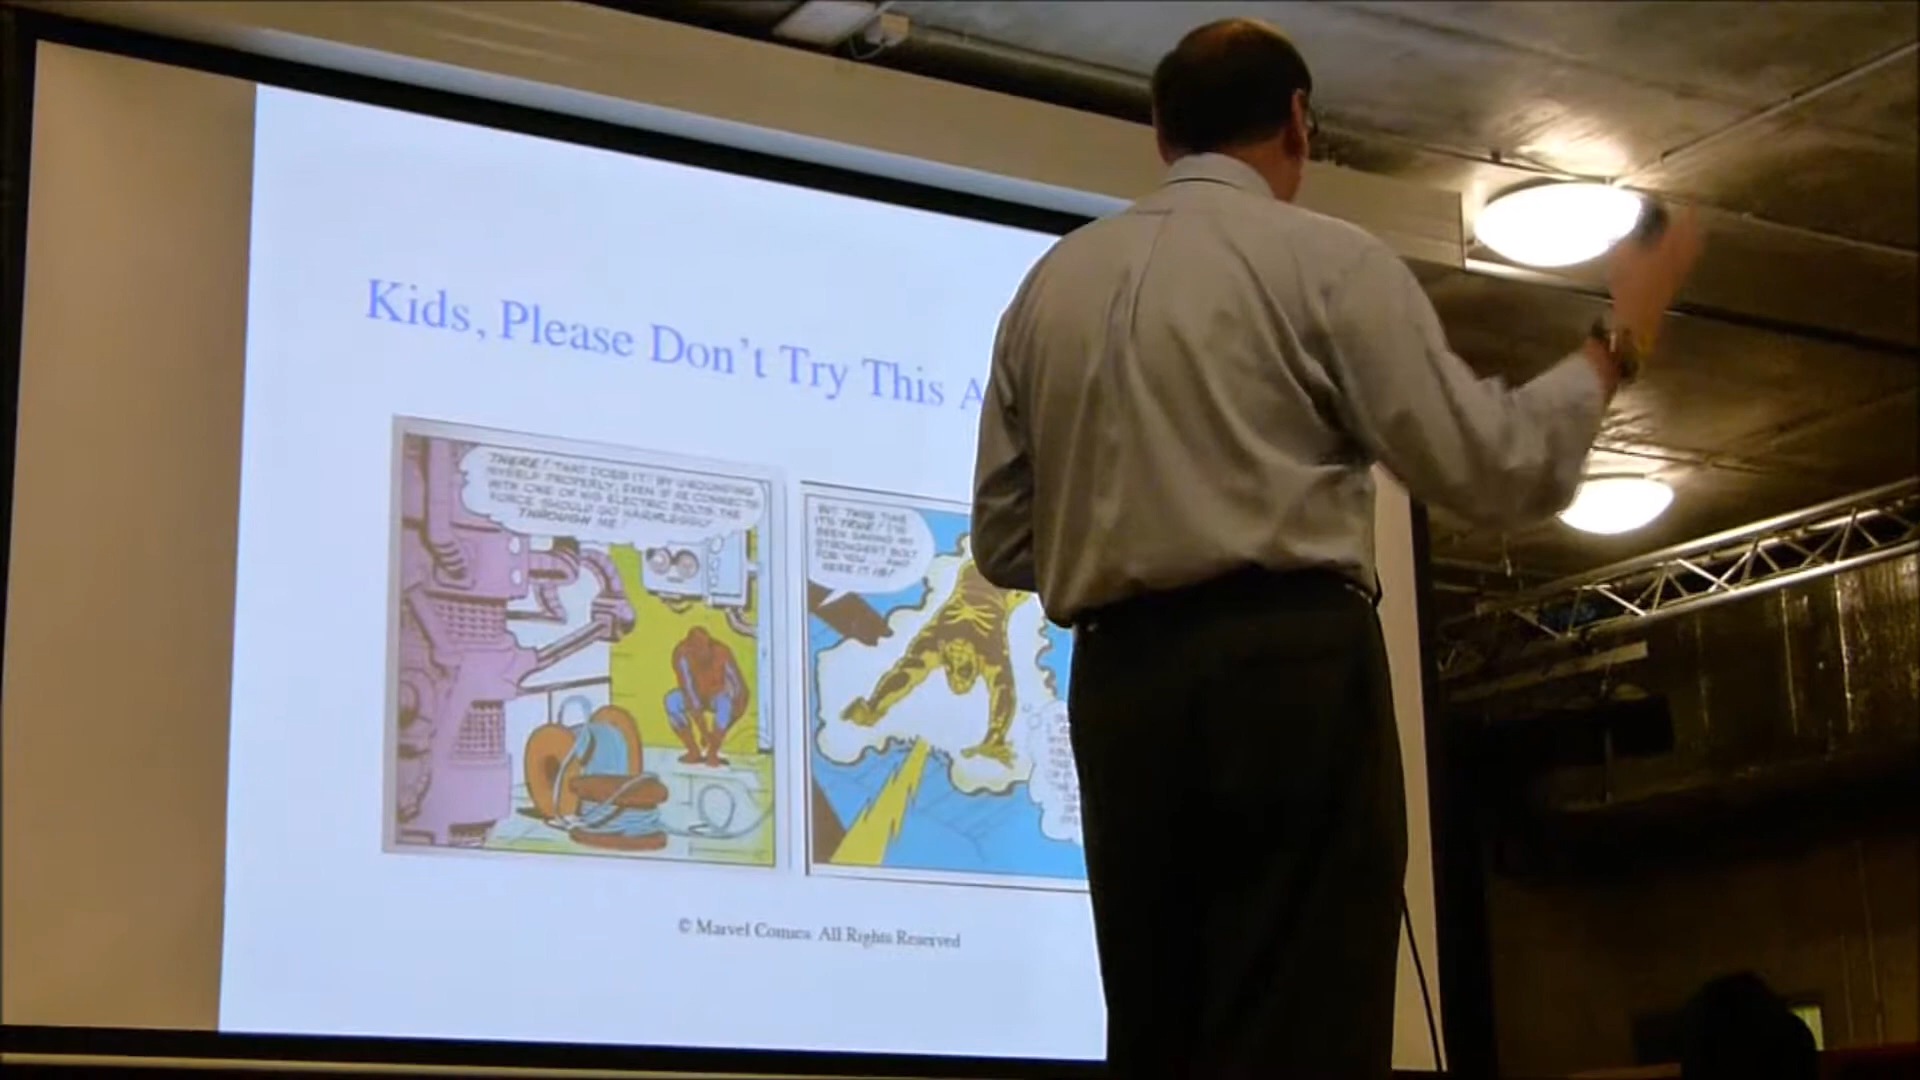 Kids, Please Don't Try This A
THERE! THAT DOES IT! BY GROUNDING
MYSELF PROPERLY, EVEN IF HE CONNECTS
WITH ONE OF HIS ELECTRIC BOLTS, THE
FORCE SHOULD GO HARMLESSLY
THROUGH ME!
BUT THIS TIME
IT'S TRUE! I'VE
BEEN SAVING MY
STRONGEST BOLT
FOR YOU... AND
HERE IT IS!
© Marvel Comics. All Rights Reserved